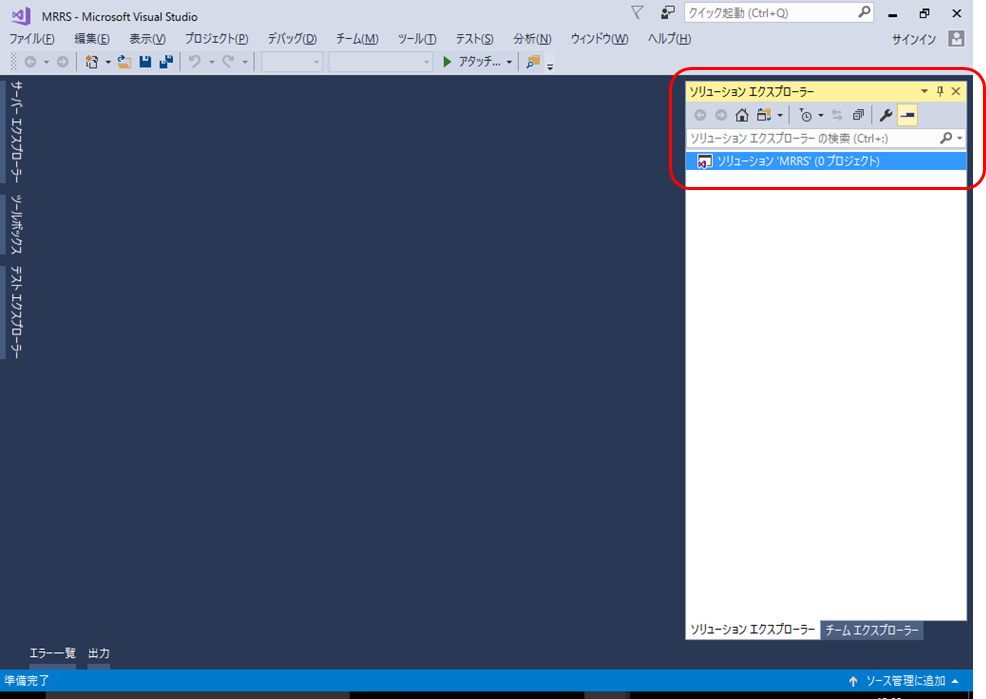 MRRS - Microsoft Visual Studio
クイック起動 (Ctrl+Q)
ファイル(F) 編集(E) 表示(V) プロジェクト(P) デバッグ(D) チーム(M) ツール(T) テスト(S) 分析(N) ウィンドウ(W) ヘルプ(H)
サインイン
アタッチ...
サーバー エクスプローラー
ツールボックス
テスト エクスプローラー
ソリューション エクスプローラー
ソリューション エクスプローラー の検索 (Ctrl+:)
ソリューション 'MRRS' (0 プロジェクト)
ソリューション エクスプローラー チーム エクスプローラー
エラー一覧 出力
準備完了
ソース管理に追加